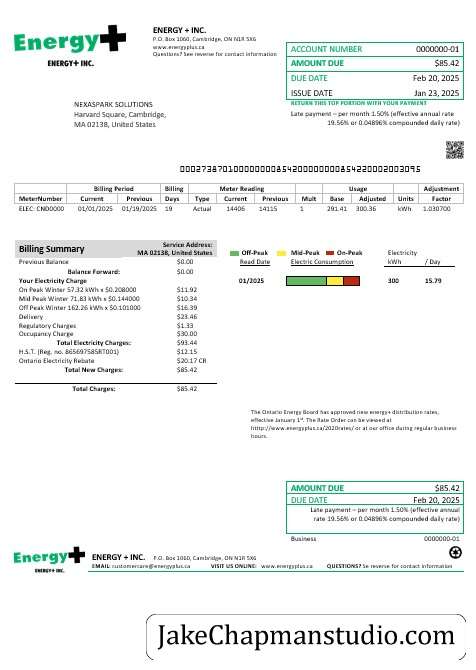 Energy+
ENERGY+ INC.
ENERGY + INC.
P.O. Box 1060, Cambridge, ON N1R 5X6
www.energyplus.ca
Questions? See reverse for contact information
ACCOUNT NUMBER 0000000-01
AMOUNT DUE $85.42
DUE DATE Feb 20, 2025
ISSUE DATE Jan 23, 2025
RETURN THIS TOP PORTION WITH YOUR PAYMENT
Late payment – per month 1.50% (effective annual rate
19.56% or 0.04896% compounded daily rate)
NEXASPARK SOLUTIONS
Harvard Square, Cambridge,
MA 02138, United States
Billing Period Billing Meter Reading Usage Adjustment
MeterNumber Current Previous Days Type Current Previous Mult Base Adjusted Units Factor
ELEC: CND0000 01/01/2025 01/19/2025 19 Actual 14406 14115 1 291.41 300.36 kWh 1.030700
Billing Summary
Service Address:
MA 02138, United States
Previous Balance $0.00
Balance Forward: $0.00
Your Electricity Charge
On Peak Winter 57.32 kWh x $0.208000 $11.92
Mid Peak Winter 71.83 kWh x $0.144000 $10.34
Off Peak Winter 162.26 kWh x $0.101000 $16.39
Delivery $23.46
Regulatory Charges $1.33
Occupancy Charge $30.00
Total Electricity Charges: $93.44
H.S.T. (Reg. no. 865697585RT001) $12.15
Ontario Electricity Rebate $20.17 CR
Total New Charges: $85.42
Total Charges: $85.42
Off-Peak Mid-Peak On-Peak Electricity
Read Date Electric Consumption kWh / Day
01/2025 300 15.79
The Ontario Energy Board has approved new energy+ distribution rates,
effective January 1st. The Rate Order can be viewed at
http://www.energyplus.ca/2020rates/ or at our office during regular business
hours.
AMOUNT DUE $85.42
DUE DATE Feb 20, 2025
Late payment – per month 1.50% (effective annual
rate 19.56% or 0.04896% compounded daily rate)
Business 0000000-01
Energy+
ENERGY+ INC.
ENERGY + INC. P.O. Box 1060, Cambridge, ON N1R 5X6
EMAIL: customercare@energyplus.ca VISIT US ONLINE: www.energyplus.ca QUESTIONS? See reverse for contact information
JakeChapmanstudio.com